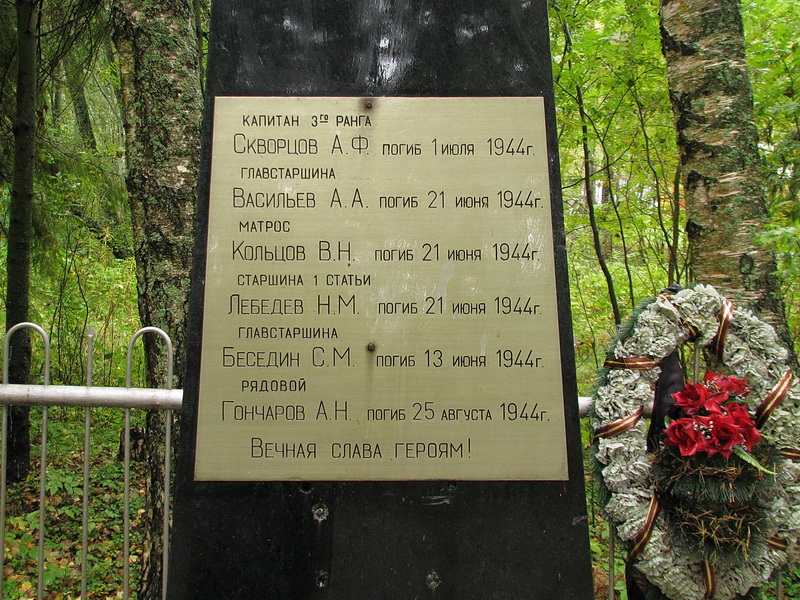 КАПИТАН 3го РАНГА
СКВОРЦОВ А.Ф. ПОГИБ 1 ИЮЛЯ 1944г.
ГЛАВСТАРШИНА
ВАСИЛЬЕВ А.А. ПОГИБ 21 ИЮНЯ 1944г.
МАТРОС
КОЛЬЦОВ В.Н. ПОГИБ 21 ИЮНЯ 1944г.
СТАРШИНА 1 СТАТЬИ
ЛЕБЕДЕВ Н.М. ПОГИБ 21 ИЮНЯ 1944г.
ГЛАВСТАРШИНА
БЕСЕДИН С.М. ПОГИБ 13 ИЮНЯ 1944г.
РЯДОВОЙ
ГОНЧАРОВ А.Н. ПОГИБ 25 АВГУСТА 1944г.
ВЕЧНАЯ СЛАВА ГЕРОЯМ!